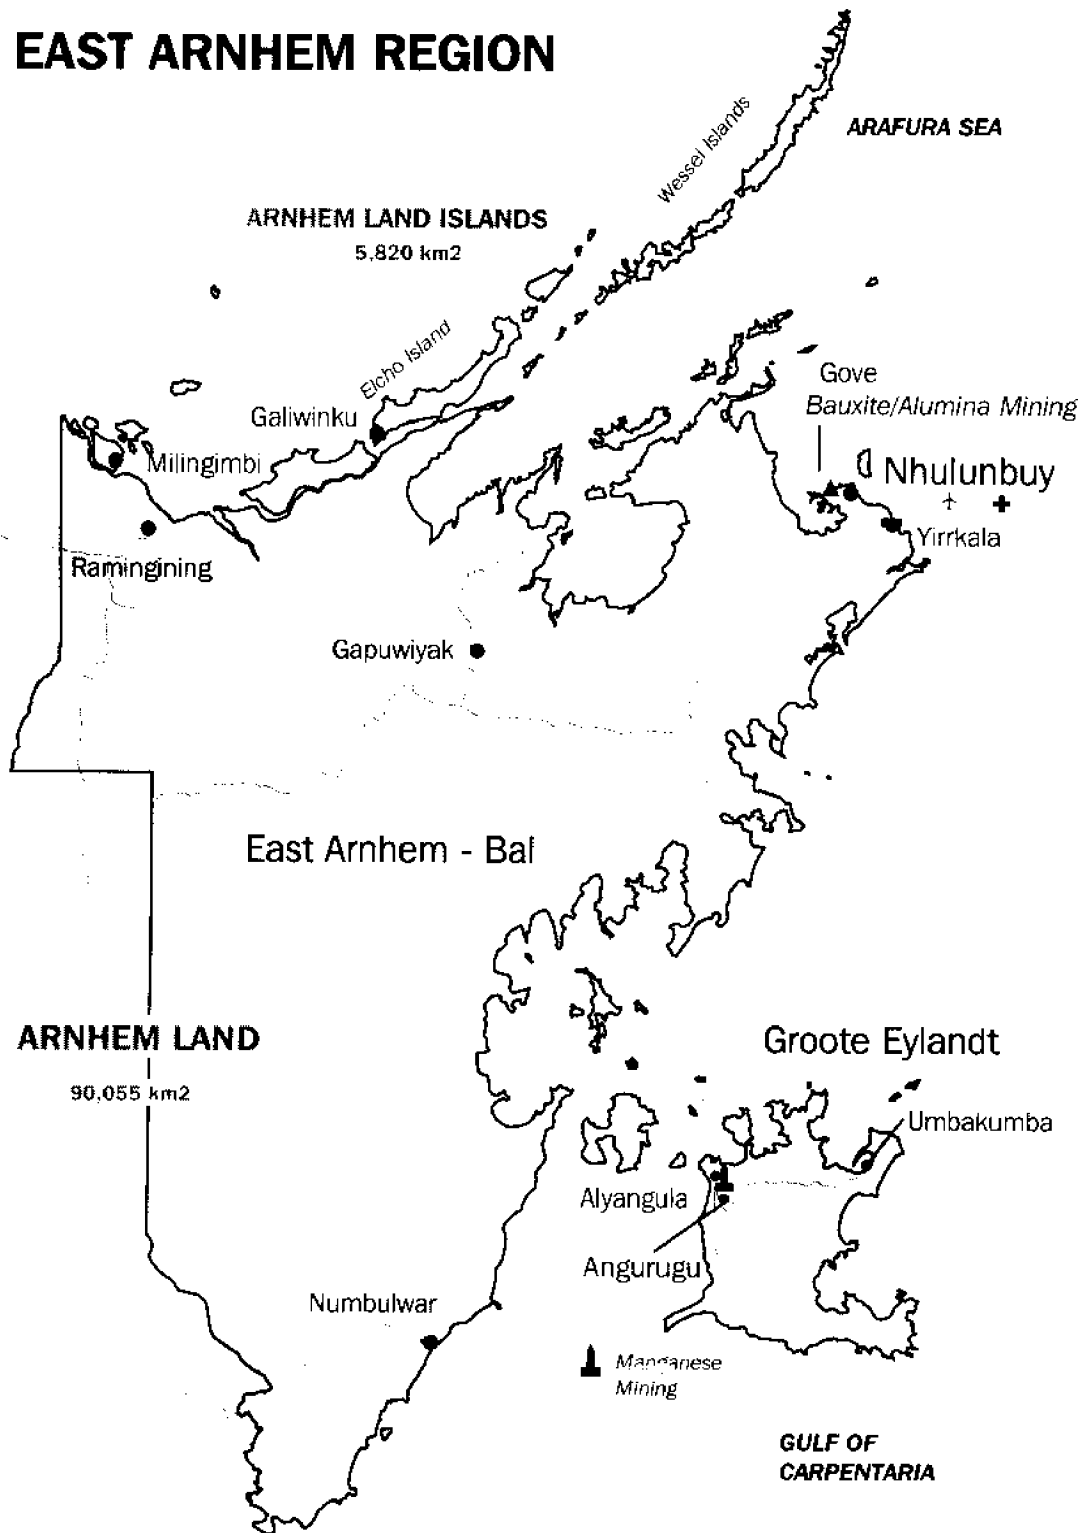 EAST ARNHEM REGION
ARAFURA SEA
Wessel Islands
ARNHEM LAND ISLANDS
5,820 km2
Elcho Island
Gove
Bauxite/Alumina Mining
Galiwinku
Milingimbi
Nhulunbuy
Yirrkala
Ramingining
Gapuwiyak
East Arnhem - Bal
ARNHEM LAND
90,055 km2
Groote Eylandt
Umbakumba
Alyangula
Angurugu
Numbulwar
Manganese
Mining
GULF OF
CARPENTARIA